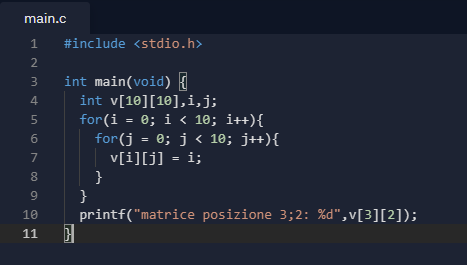 main.c
1 #include <stdio.h>
2
3 int main(void) {
4 int v[10][10],i,j;
5 for(i = 0; i < 10; i++){
6 for(j = 0; j < 10; j++){
7 v[i][j] = i;
8 }
9 }
10 printf("matrice posizione 3;2: %d",v[3][2]);
11 }